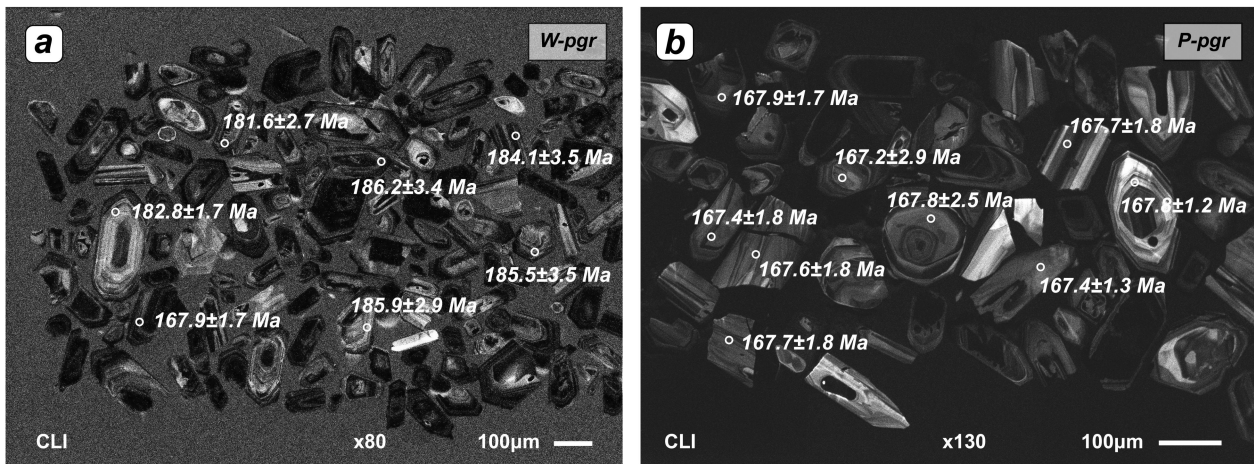 a
W-pgr
181.6±2.7 Ma
184.1±3.5 Ma
186.2±3.4 Ma
182.8±1.7 Ma
185.5±3.5 Ma
185.9±2.9 Ma
167.9±1.7 Ma
CLI
x80
100µm
b
P-pgr
167.9±1.7 Ma
167.7±1.8 Ma
167.2±2.9 Ma
167.8±2.5 Ma
167.8±1.2 Ma
167.4±1.8 Ma
167.6±1.8 Ma
167.4±1.3 Ma
167.7±1.8 Ma
CLI
x130
100µm